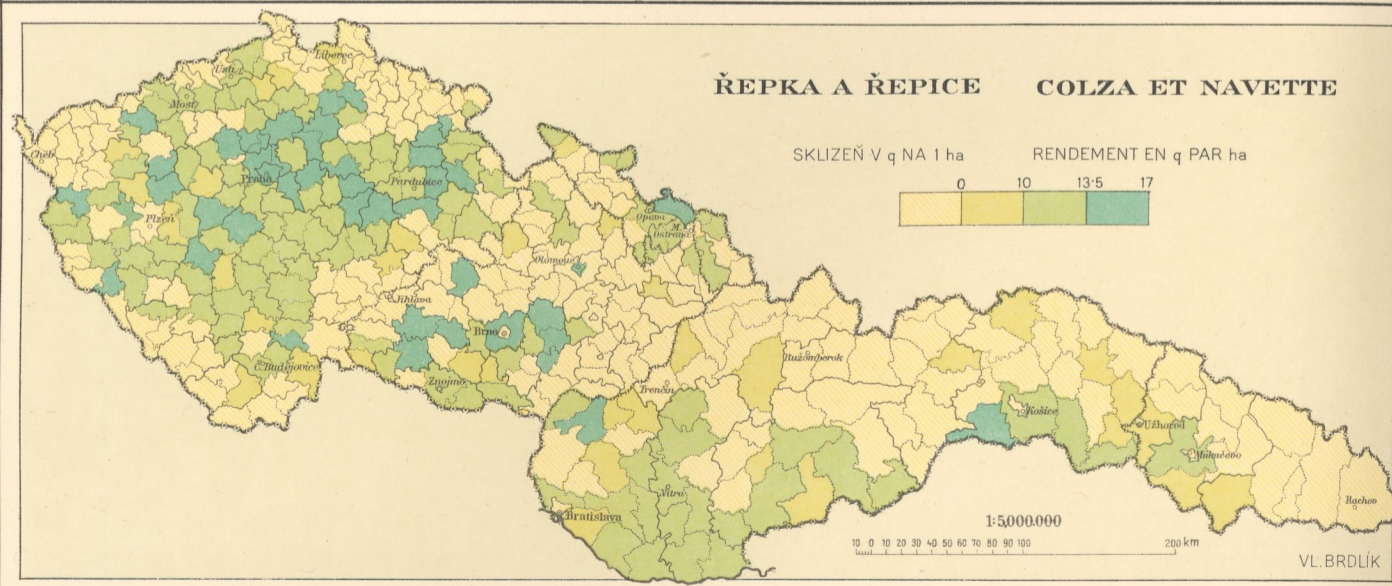 ŘEPKA A ŘEPICE COLZA ET NAVETTE
SKLIZEŇ V q NA 1 ha RENDEMENT EN q PAR ha
0 10 13·5 17
Liberec
Ústí
Most
Cheb
Praha
Pardubice
Plzeň
Opava
M. Ostrava
Olomouc
Jihlava
Brno
Č. Budějovice
Znojmo
Ružomberok
Trenčín
Košice
Užhorod
Mukačevo
Nitra
Rachov
Bratislava
1:5,000.000
10 0 10 20 30 40 50 60 70 80 90 100 200 km
VL. BRDLÍK